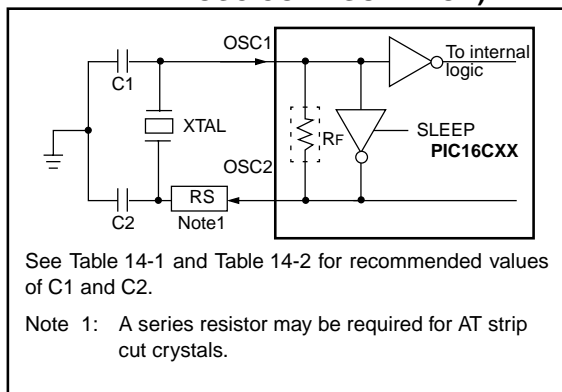 OSC1
To internal
logic
C1
XTAL
RF
SLEEP
PIC16CXX
OSC2
RS
C2
Note1
See Table 14-1 and Table 14-2 for recommended values
of C1 and C2.
Note 1: A series resistor may be required for AT strip
cut crystals.